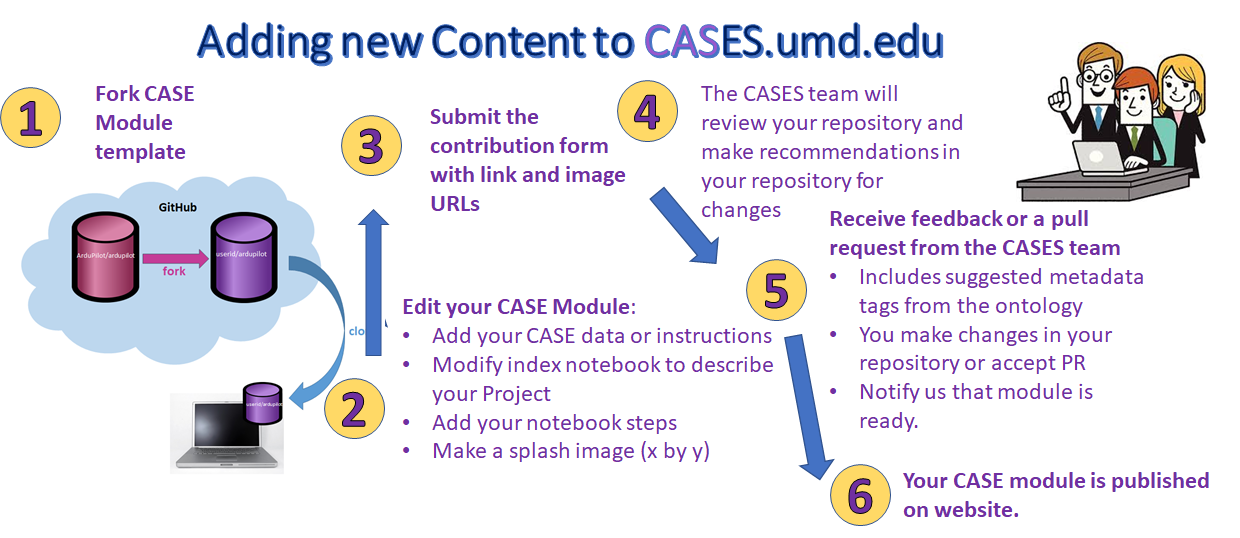 Adding new Content to CASES.umd.edu
1
Fork CASE
Module
template
GitHub
ArduPilot/ardupilot
userid/ardupilot
fork
userid/ardupilot
2
Edit your CASE Module:
• Add your CASE data or instructions
• Modify index notebook to describe
your Project
• Add your notebook steps
• Make a splash image (x by y)
3
Submit the
contribution form
with link and image
URLs
4
The CASES team will
review your repository and
make recommendations in
your repository for
changes
5
Receive feedback or a pull
request from the CASES team
• Includes suggested metadata
tags from the ontology
• You make changes in your
repository or accept PR
• Notify us that module is
ready.
6
Your CASE module is published
on website.